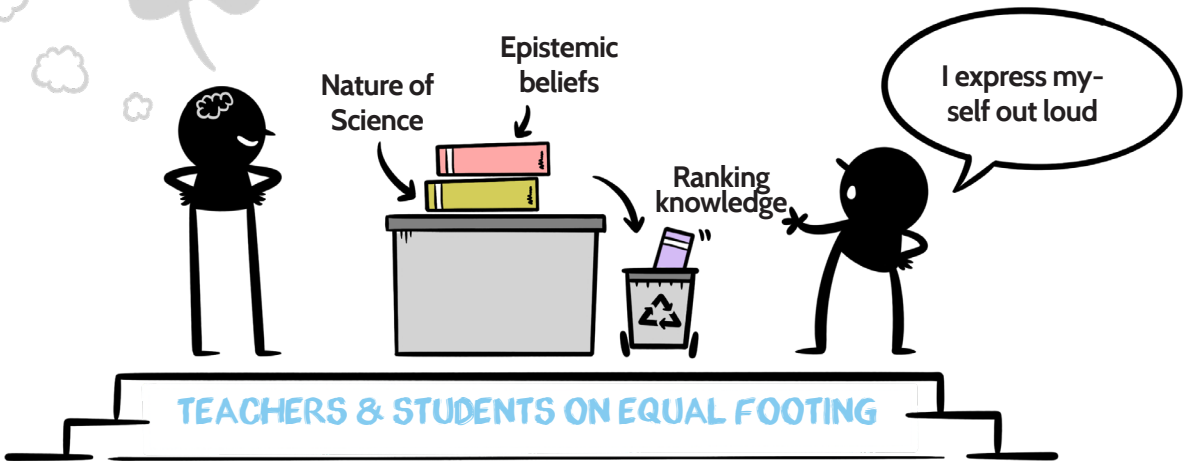 Epistemic
beliefs
Nature of
Science
I express my-
self out loud
Ranking
knowledge
TEACHERS & STUDENTS ON EQUAL FOOTING